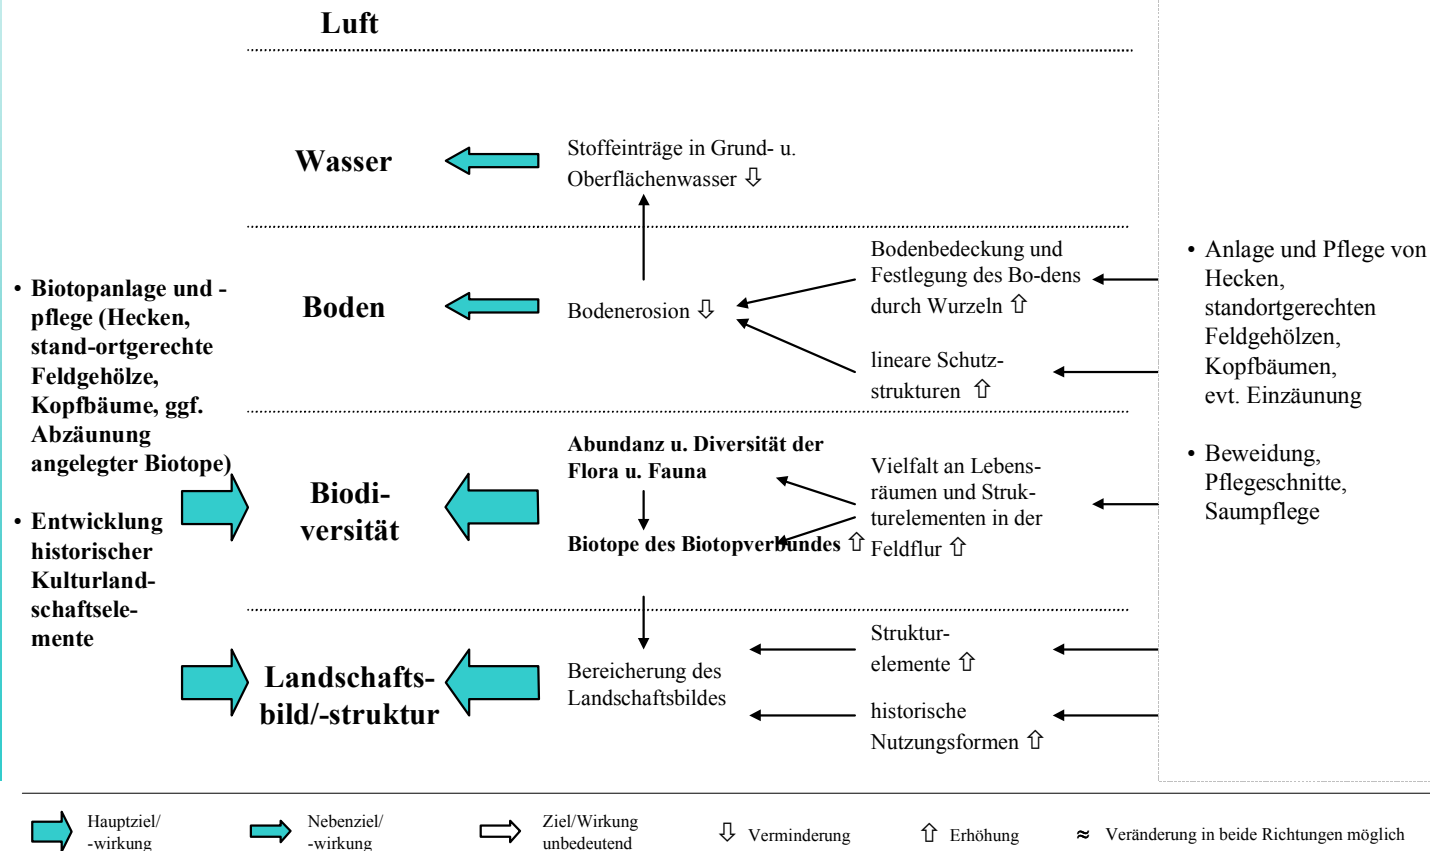 Luft
Wasser
Stoffeinträge in Grund- u.
Oberflächenwasser ⇩
• Biotopanlage und -
pflege (Hecken,
stand-ortgerechte
Feldgehölze,
Kopfbäume, ggf.
Abzäunung
angelegter Biotope)
• Entwicklung
historischer
Kulturland-
schaftsele-
mente
Boden
Bodenerosion ⇩
Bodenbedeckung und
Festlegung des Bo-dens
durch Wurzeln ⇧
lineare Schutz-
strukturen ⇧
• Anlage und Pflege von
Hecken,
standortgerechten
Feldgehölzen,
Kopfbäumen,
evt. Einzäunung
• Beweidung,
Pflegeschnitte,
Saumpflege
Biodi-
versität
Abundanz u. Diversität der
Flora u. Fauna
Biotope des Biotopverbundes ⇧
Vielfalt an Lebens-
räumen und Struk-
turelementen in der
Feldflur ⇧
Landschafts-
bild/-struktur
Bereicherung des
Landschaftsbildes
Struktur-
elemente ⇧
historische
Nutzungsformen ⇧
Hauptziel/
-wirkung
Nebenziel/
-wirkung
Ziel/Wirkung
unbedeutend
⇩ Verminderung
⇧ Erhöhung
≈ Veränderung in beide Richtungen möglich